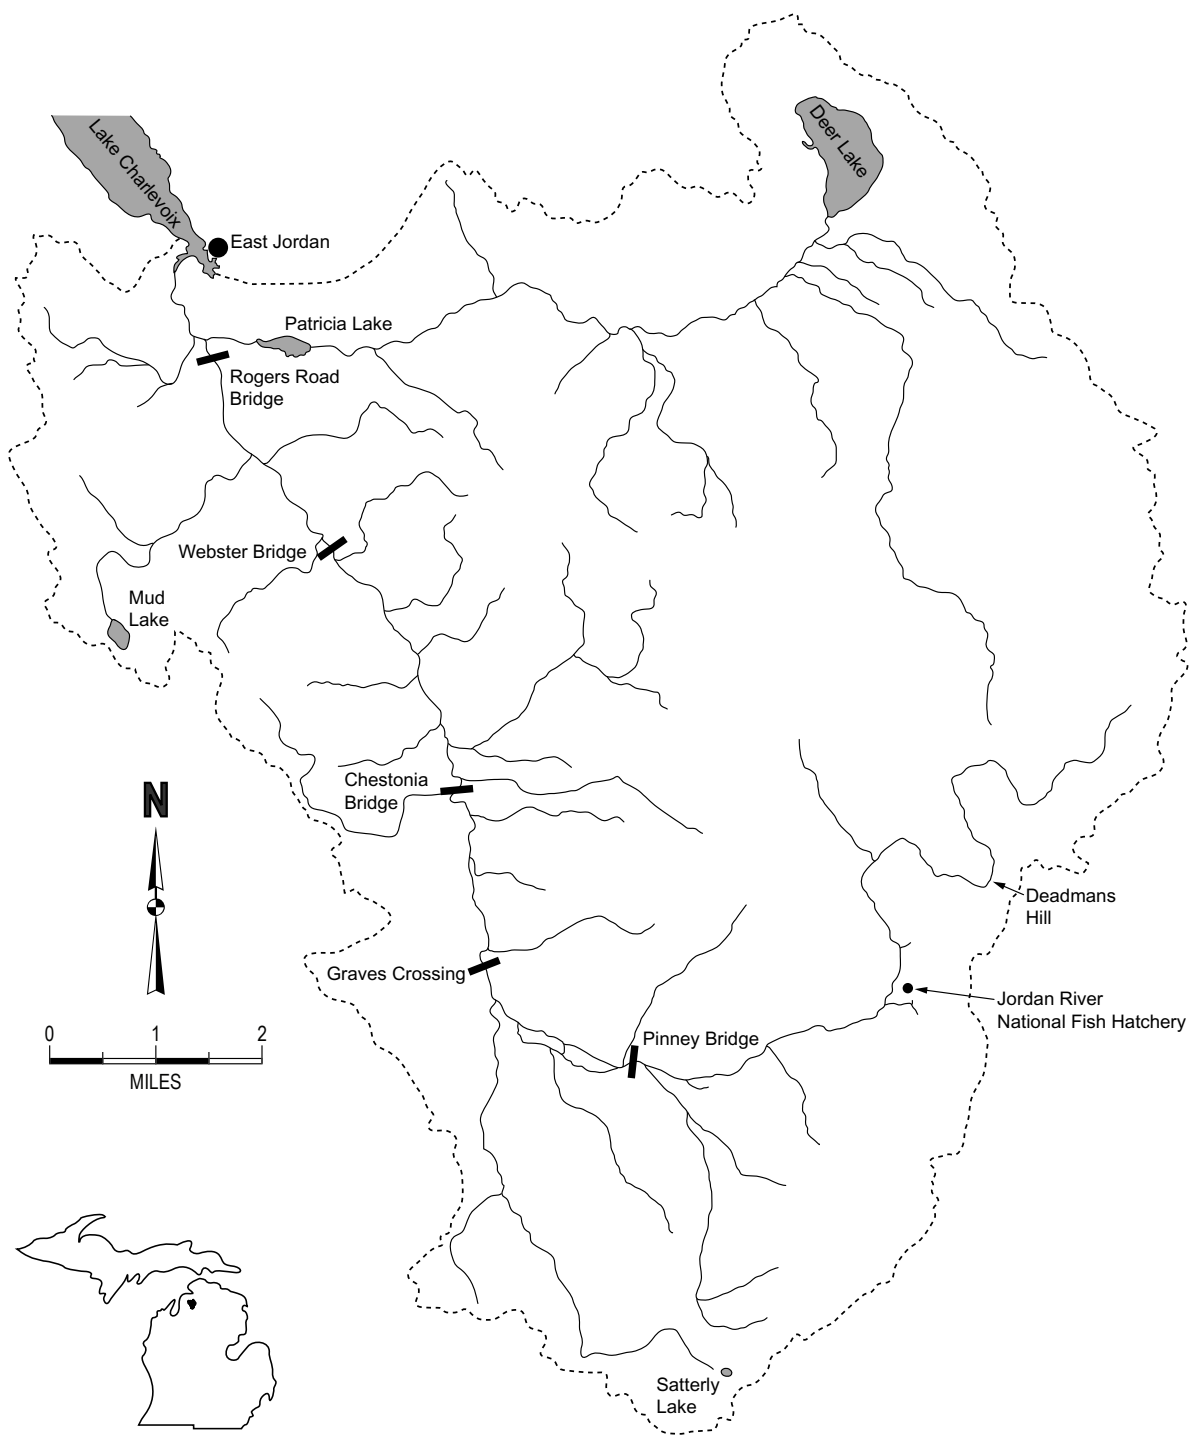 Deer Lake
Lake Charlevoix
East Jordan
Patricia Lake
Rogers Road
Bridge
Webster Bridge
Mud
Lake
Chestonia
Bridge
N
Deadmans
Hill
Graves Crossing
Jordan River
National Fish Hatchery
0 1 2
MILES
Pinney Bridge
Satterly
Lake